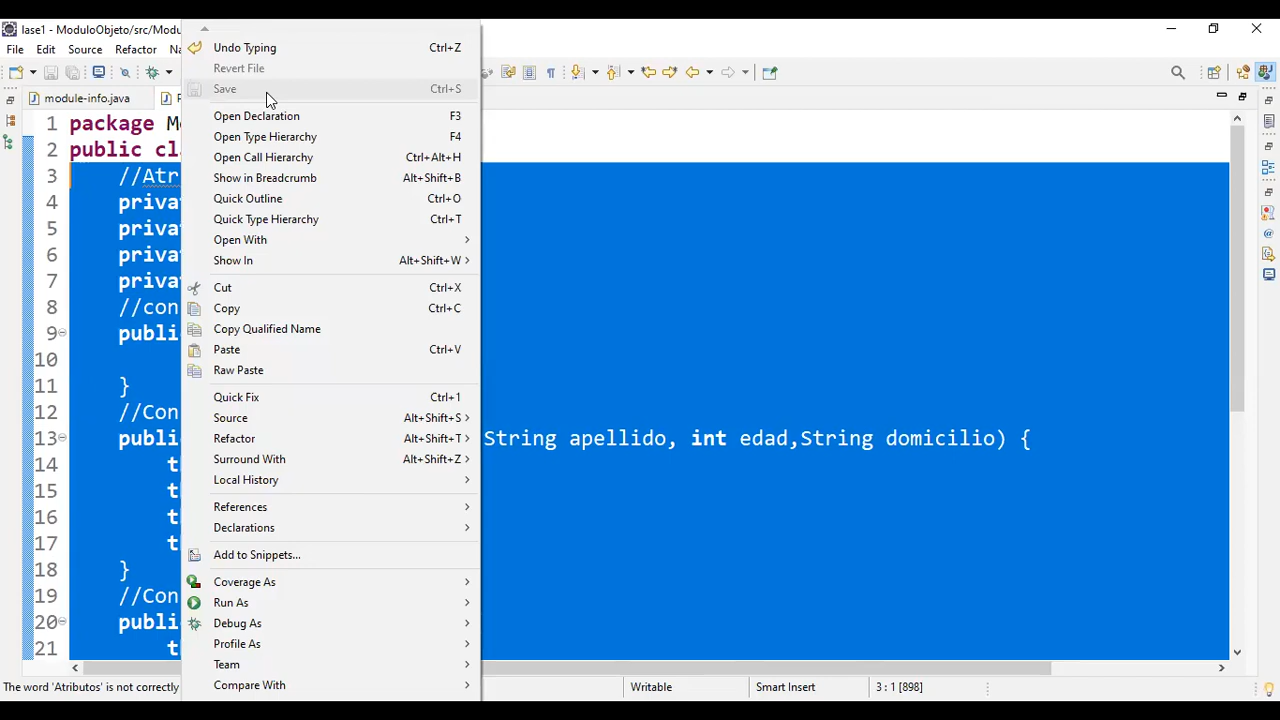 lase1 - ModuloObjeto/src/Modu
File Edit Source Refactor Na
module-info.java
Undo Typing Ctrl+Z
Revert File
Save Ctrl+S
Open Declaration F3
Open Type Hierarchy F4
Open Call Hierarchy Ctrl+Alt+H
Show in Breadcrumb Alt+Shift+B
Quick Outline Ctrl+O
Quick Type Hierarchy Ctrl+T
Open With
Show In Alt+Shift+W
Cut Ctrl+X
Copy Ctrl+C
Copy Qualified Name
Paste Ctrl+V
Raw Paste
Quick Fix Ctrl+1
Source Alt+Shift+S
Refactor Alt+Shift+T
Surround With Alt+Shift+Z
Local History
References
Declarations
Add to Snippets...
Coverage As
Run As
Debug As
Profile As
Team
Compare With
1 package M
2 public cl
3 //Atr
4 priva
5 priva
6 priva
7 priva
8 //con
9 publi
10
11 }
12 //Con
13 publi String apellido, int edad,String domicilio) {
14 t
15 t
16 t
17 t
18 }
19 //Con
20 publi
21 t
The word 'Atributos' is not correctly Writable Smart Insert 3 : 1 [898]